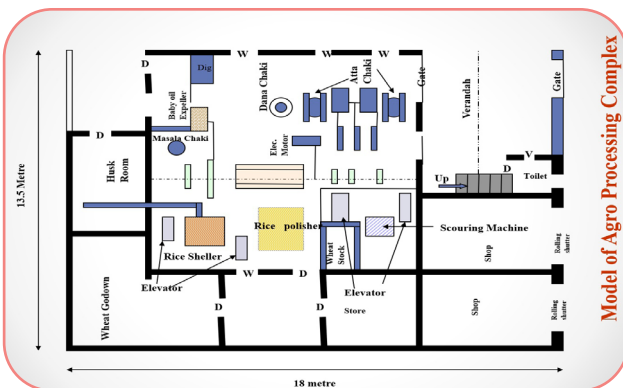 W
W
W
D
Dig
Baby oil
Expeller
Dana Chaki
Atta
Chaki
Gate
Verandah
Gate
Masala Chaki
Elec.
Motor
D
Husk
Room
V
D
Toilet
Up
13.5 Metre
Rice polisher
Scouring Machine
Wheat
Stock
Rice Sheller
Shop
Rolling
shutter
Elevator
W
D
Elevator
Wheat Godown
D
D
Store
Shop
Rolling
shutter
18 metre
Model of Agro Processing Complex